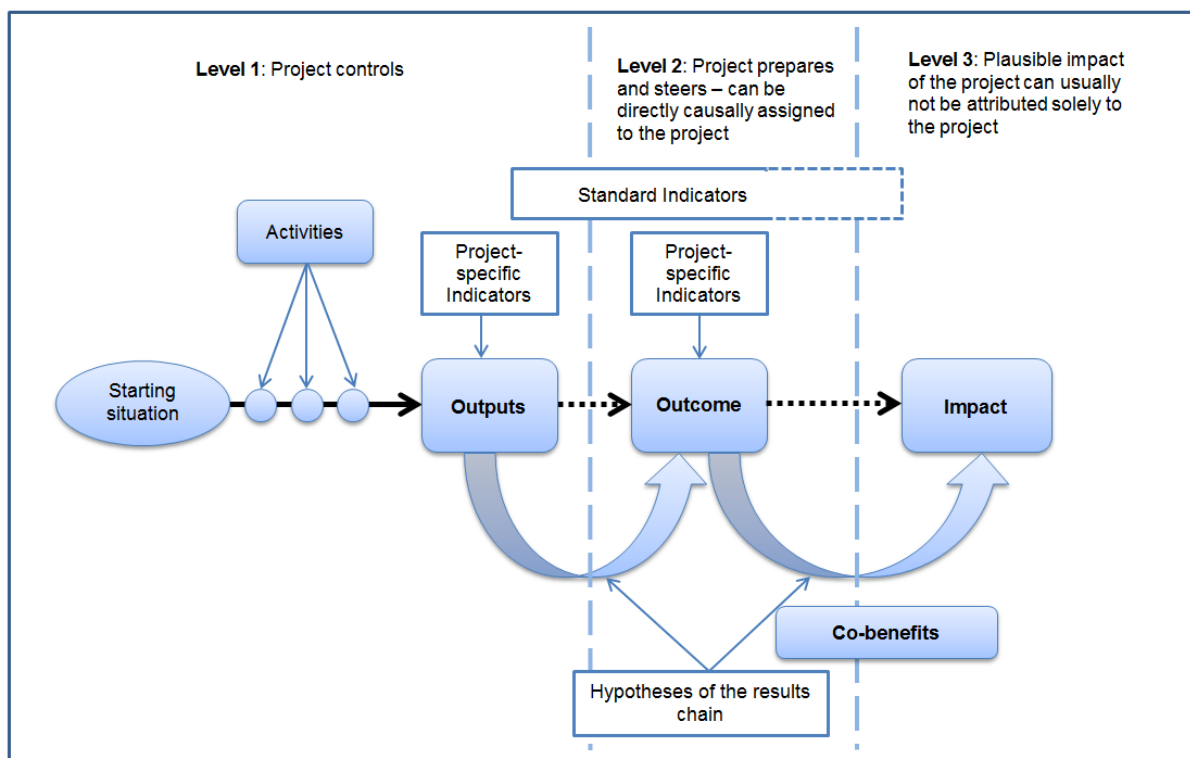 Level 1: Project controls
Level 2: Project prepares
and steers – can be
directly causally assigned
to the project
Level 3: Plausible impact
of the project can usually
not be attributed solely to
the project
Standard Indicators
Activities
Project-
specific
Indicators
Project-
specific
Indicators
Starting
situation
Outputs
Outcome
Impact
Co-benefits
Hypotheses of the results
chain